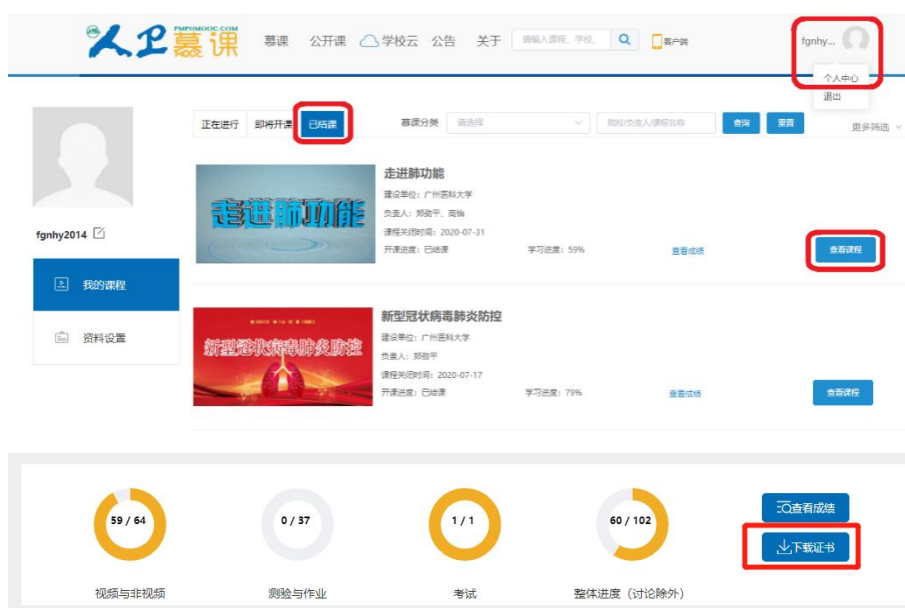 人卫慕课 PMPHMOOC.COM
慕课 公开课 学校云 公告 关于 请输入课程、学校、 客户端 fgnhy...
个人中心
退出
正在进行 即将开课 已结课 慕课分类 请选择 院校/负责人/课程名称 查询 重置 更多筛选
走进肺功能
走进肺功能
建设单位：广州医科大学
负责人：郑劲平、高怡
课程关闭时间：2020-07-31
开课进度：已结课 学习进度：59% 查看成绩 查看课程
fgnhy2014
我的课程
资料设置
新型冠状病毒肺炎防控
新型冠状病毒肺炎防控
建设单位：广州医科大学
负责人：郑劲平
课程关闭时间：2020-07-17
开课进度：已结课 学习进度：79% 查看成绩 查看课程
59 / 64 0 / 37 1 / 1 60 / 102 查看成绩
下载证书
视频与非视频 测验与作业 考试 整体进度（讨论除外）